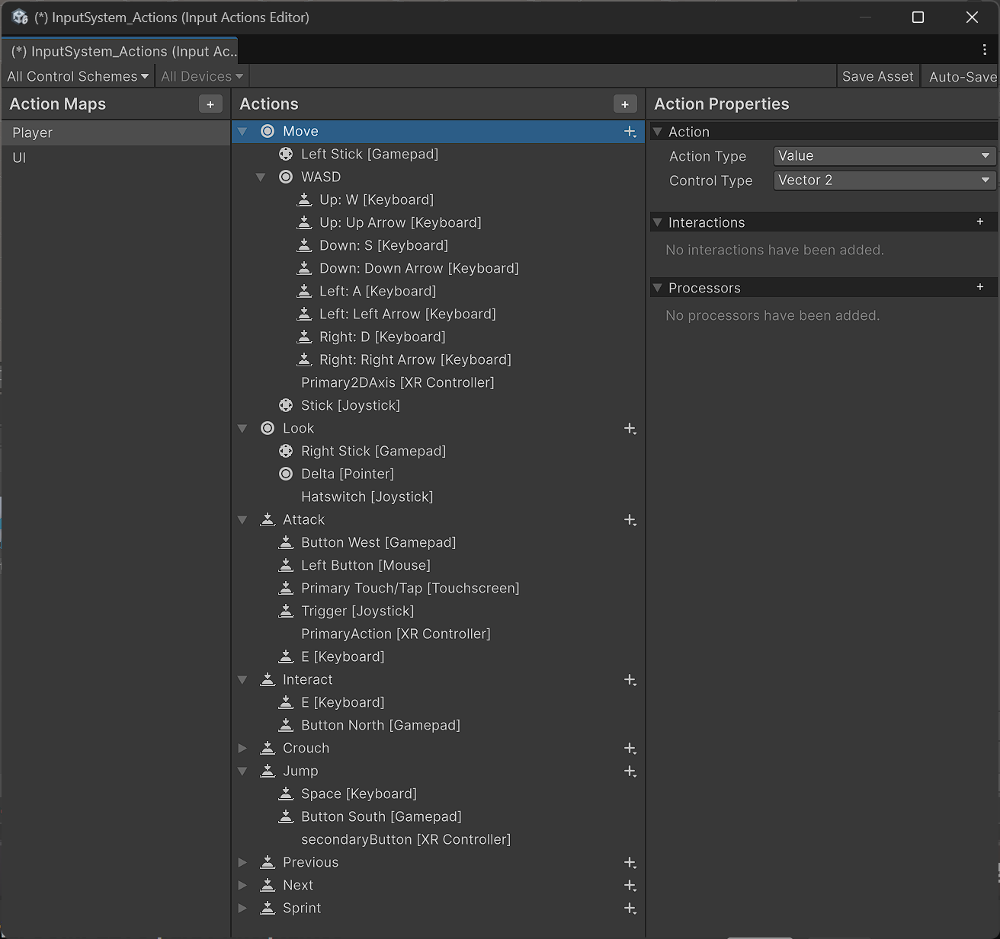 (*) InputSystem_Actions (Input Actions Editor)
(*) InputSystem_Actions (Input Ac..
All Control Schemes
All Devices
Save Asset
Auto-Save
Action Maps
+
Player
UI
Actions
+
Move
Left Stick [Gamepad]
WASD
Up: W [Keyboard]
Up: Up Arrow [Keyboard]
Down: S [Keyboard]
Down: Down Arrow [Keyboard]
Left: A [Keyboard]
Left: Left Arrow [Keyboard]
Right: D [Keyboard]
Right: Right Arrow [Keyboard]
Primary2DAxis [XR Controller]
Stick [Joystick]
Look
Right Stick [Gamepad]
Delta [Pointer]
Hatswitch [Joystick]
Attack
Button West [Gamepad]
Left Button [Mouse]
Primary Touch/Tap [Touchscreen]
Trigger [Joystick]
PrimaryAction [XR Controller]
E [Keyboard]
Interact
E [Keyboard]
Button North [Gamepad]
Crouch
Jump
Space [Keyboard]
Button South [Gamepad]
secondaryButton [XR Controller]
Previous
Next
Sprint
Action Properties
Action
Action Type Value
Control Type Vector 2
Interactions +
No interactions have been added.
Processors +
No processors have been added.